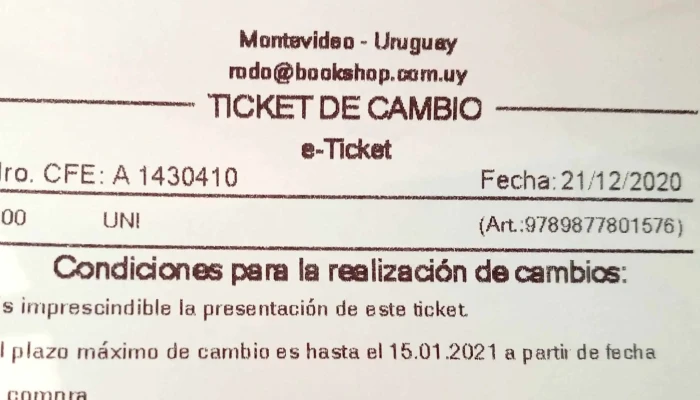 Montevideo - Uruguay
rodo@bookshop.com.uy
TICKET DE CAMBIO
e-Ticket
ro. CFE: A 1430410 Fecha: 21/12/2020
00 UNI (Art.:9789877801576)
Condiciones para la realización de cambios:
s imprescindible la presentación de este ticket.
l plazo máximo de cambio es hasta el 15.01.2021 a partir de fecha
compra